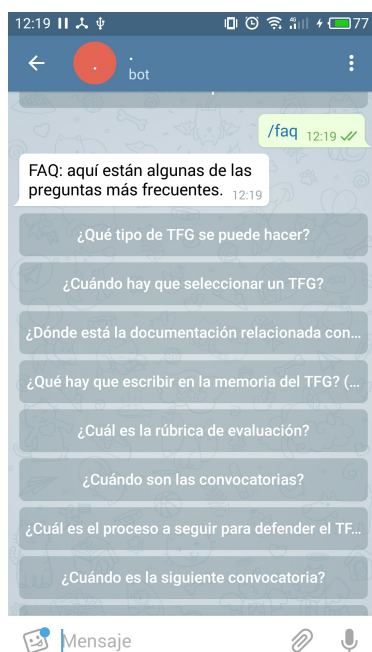 12:19
77
.
.
bot
/faq 12:19
FAQ: aquí están algunas de las
preguntas más frecuentes. 12:19
¿Qué tipo de TFG se puede hacer?
¿Cuándo hay que seleccionar un TFG?
¿Dónde está la documentación relacionada con...
¿Qué hay que escribir en la memoria del TFG? (...
¿Cuál es la rúbrica de evaluación?
¿Cuándo son las convocatorias?
¿Cuál es el proceso a seguir para defender el TF...
¿Cuándo es la siguiente convocatoria?
Mensaje